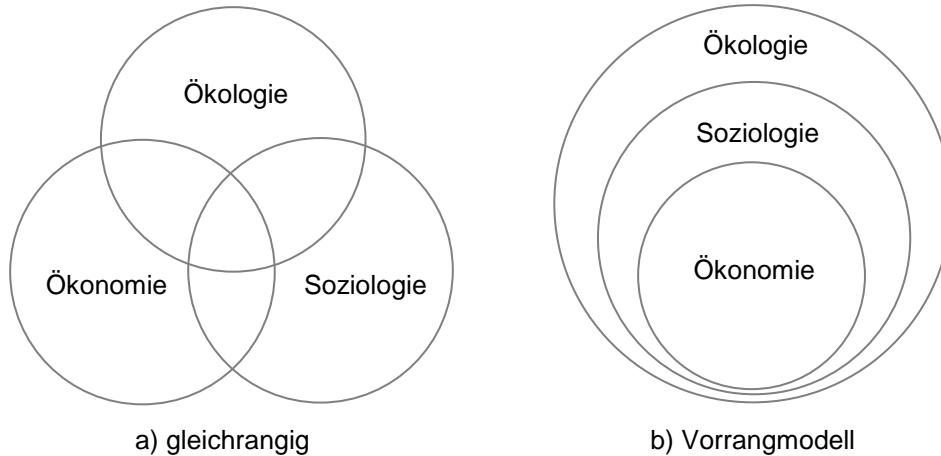 Ökologie
Ökonomie
Soziologie
a) gleichrangig
Ökologie
Soziologie
Ökonomie
b) Vorrangmodell